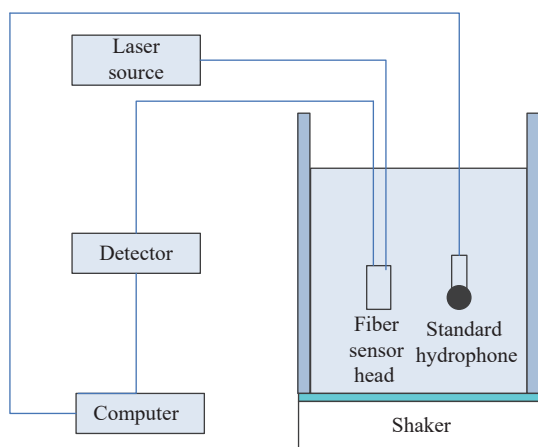 Laser
source
Detector
Fiber
sensor
head
Standard
hydrophone
Computer
Shaker